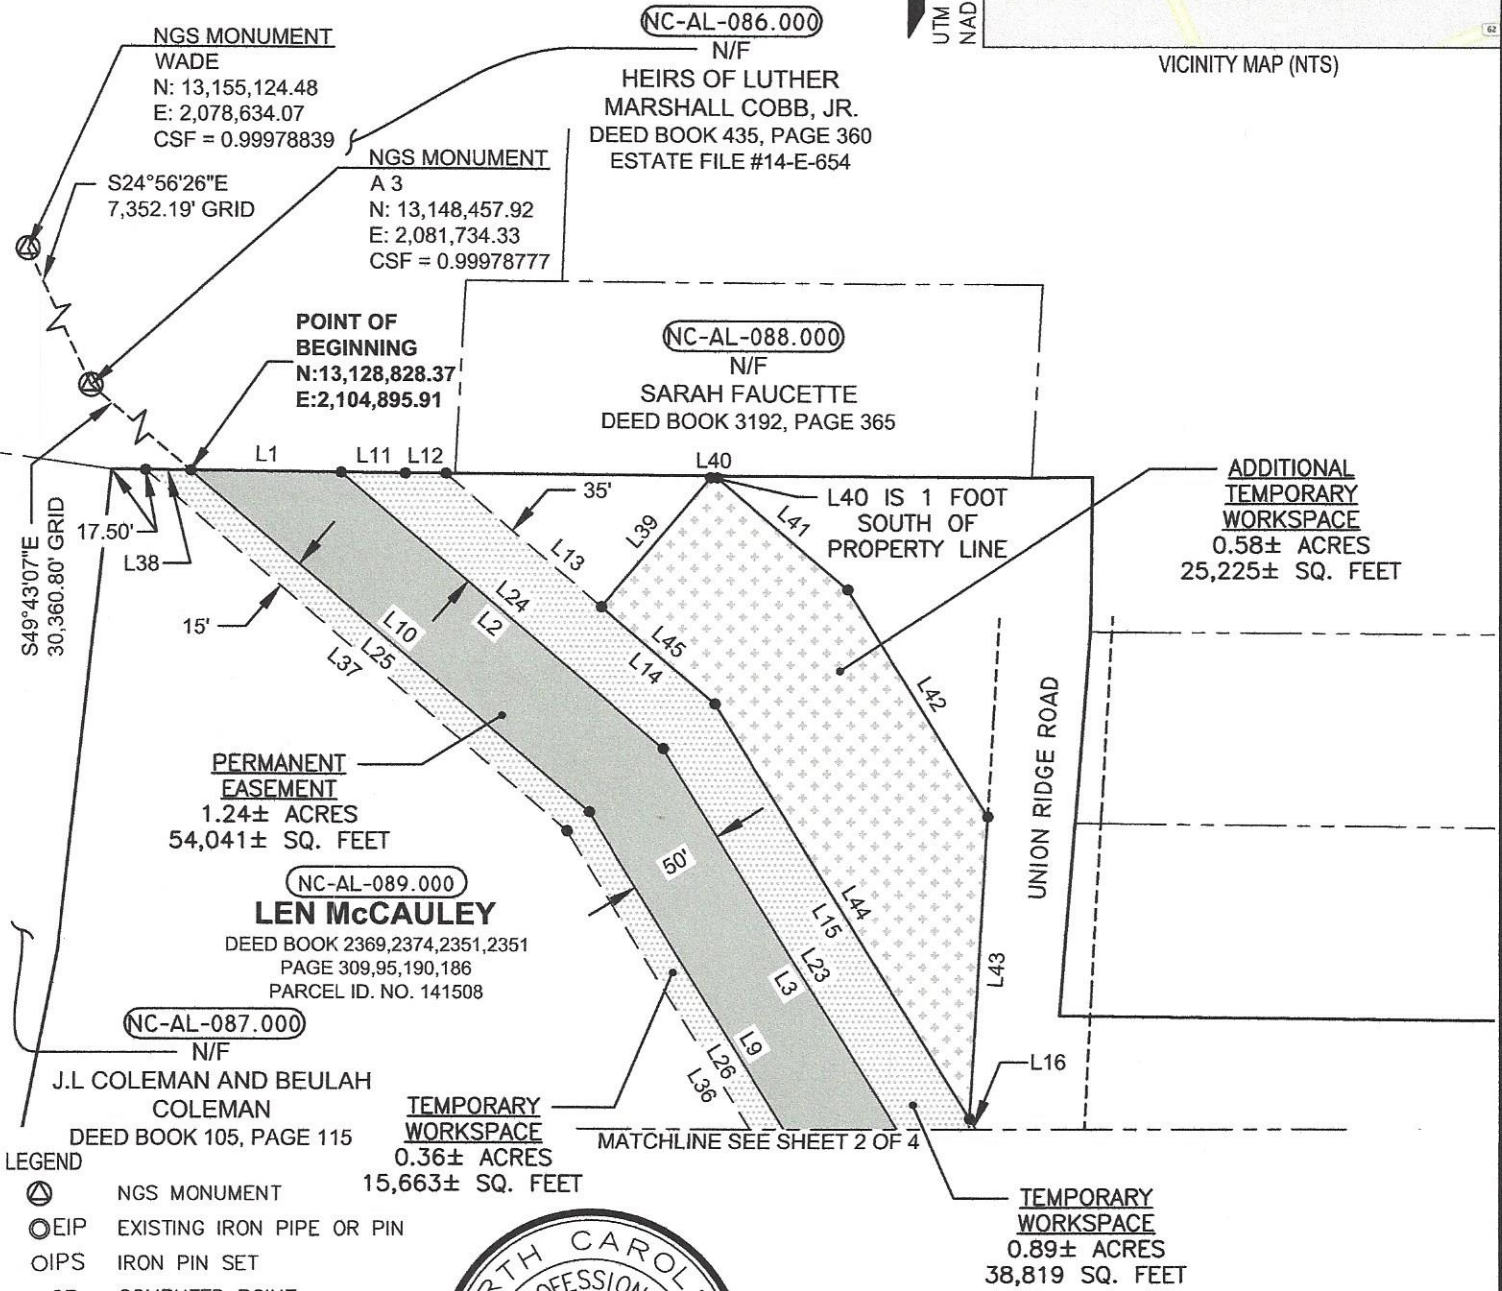 NGS MONUMENT
WADE
N: 13,155,124.48
E: 2,078,634.07
CSF = 0.99978839
NC-AL-086.000
N/F
HEIRS OF LUTHER
MARSHALL COBB, JR.
DEED BOOK 435, PAGE 360
ESTATE FILE #14-E-654
UTM
NAD
62
VICINITY MAP (NTS)
S24°56'26"E
7,352.19' GRID
NGS MONUMENT
A 3
N: 13,148,457.92
E: 2,081,734.33
CSF = 0.99978777
POINT OF
BEGINNING
N:13,128,828.37
E:2,104,895.91
NC-AL-088.000
N/F
SARAH FAUCETTE
DEED BOOK 3192, PAGE 365
L1
L11
L12
L40
L40 IS 1 FOOT
SOUTH OF
PROPERTY LINE
ADDITIONAL
TEMPORARY
WORKSPACE
0.58± ACRES
25,225± SQ. FEET
S49°43'07"E
30,360.80' GRID
17.50'
L38
15'
35'
L39
L41
L13
L24
L2
L10
L25
L37
L45
L14
L42
UNION RIDGE ROAD
PERMANENT
EASEMENT
1.24± ACRES
54,041± SQ. FEET
50'
NC-AL-089.000
LEN McCAULEY
DEED BOOK 2369,2374,2351,2351
PAGE 309,95,190,186
PARCEL ID. NO. 141508
L44
L15
L23
L3
L43
L9
L26
L36
L16
NC-AL-087.000
N/F
J.L COLEMAN AND BEULAH
COLEMAN
DEED BOOK 105, PAGE 115
TEMPORARY
WORKSPACE
0.36± ACRES
15,663± SQ. FEET
MATCHLINE SEE SHEET 2 OF 4
TEMPORARY
WORKSPACE
0.89± ACRES
38,819 SQ. FEET
LEGEND
NGS MONUMENT
EIP EXISTING IRON PIPE OR PIN
IPS IRON PIN SET